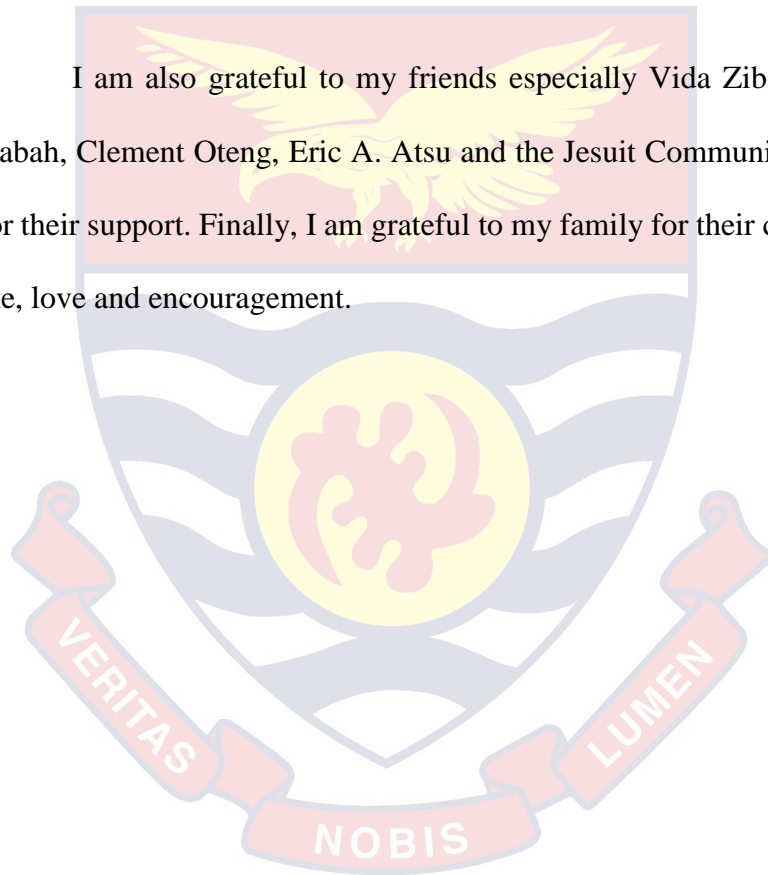 I am also grateful to my friends especially Vida Zib
abah, Clement Oteng, Eric A. Atsu and the Jesuit Communi
or their support. Finally, I am grateful to my family for their
e, love and encouragement.
VERITAS
NOBIS
LUMEN